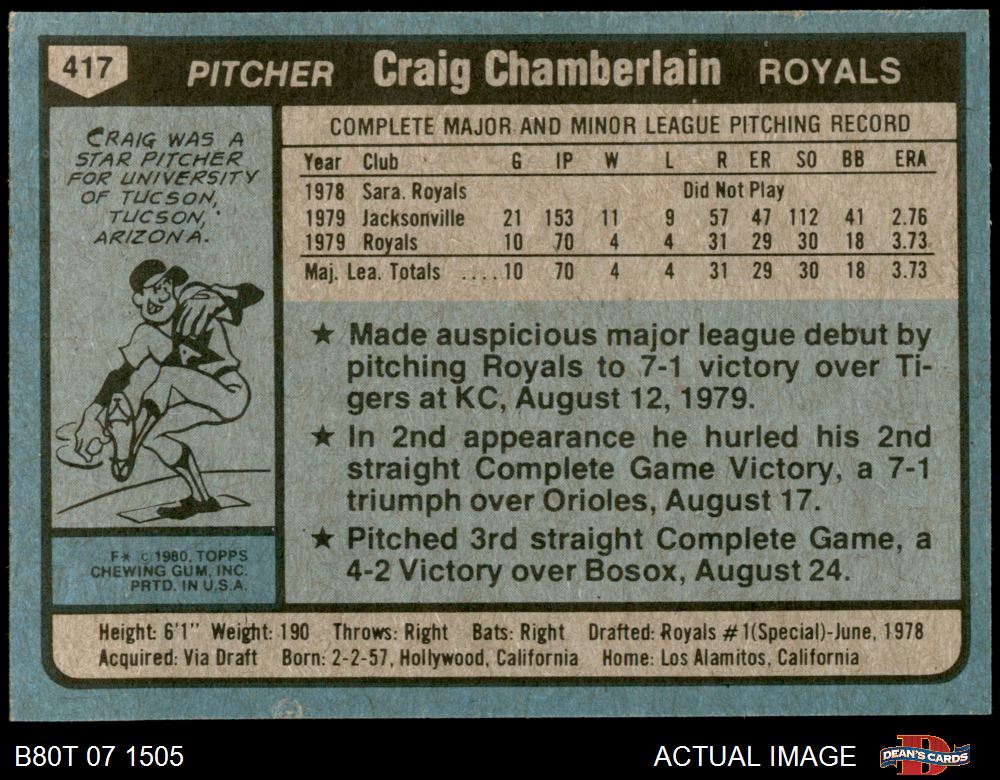 417 PITCHER Craig Chamberlain ROYALS
CRAIG WAS A
STAR PITCHER
FOR UNIVERSITY
OF TUCSON,
TUCSON,
ARIZONA.
COMPLETE MAJOR AND MINOR LEAGUE PITCHING RECORD
Year Club G IP W L R ER SO BB ERA
1978 Sara. Royals Did Not Play
1979 Jacksonville 21 153 11 9 57 47 112 41 2.76
1979 Royals 10 70 4 4 31 29 30 18 3.73
Maj. Lea. Totals ....10 70 4 4 31 29 30 18 3.73
★ Made auspicious major league debut by
pitching Royals to 7-1 victory over Ti-
gers at KC, August 12, 1979.
★ In 2nd appearance he hurled his 2nd
straight Complete Game Victory, a 7-1
triumph over Orioles, August 17.
★ Pitched 3rd straight Complete Game, a
4-2 Victory over Bosox, August 24.
F* © 1980, TOPPS
CHEWING GUM, INC.
PRTD. IN U.S.A.
Height: 6'1" Weight: 190 Throws: Right Bats: Right Drafted: Royals #1(Special)-June, 1978
Acquired: Via Draft Born: 2-2-57, Hollywood, California Home: Los Alamitos, California
B80T 07 1505 ACTUAL IMAGE DEAN'S CARDS